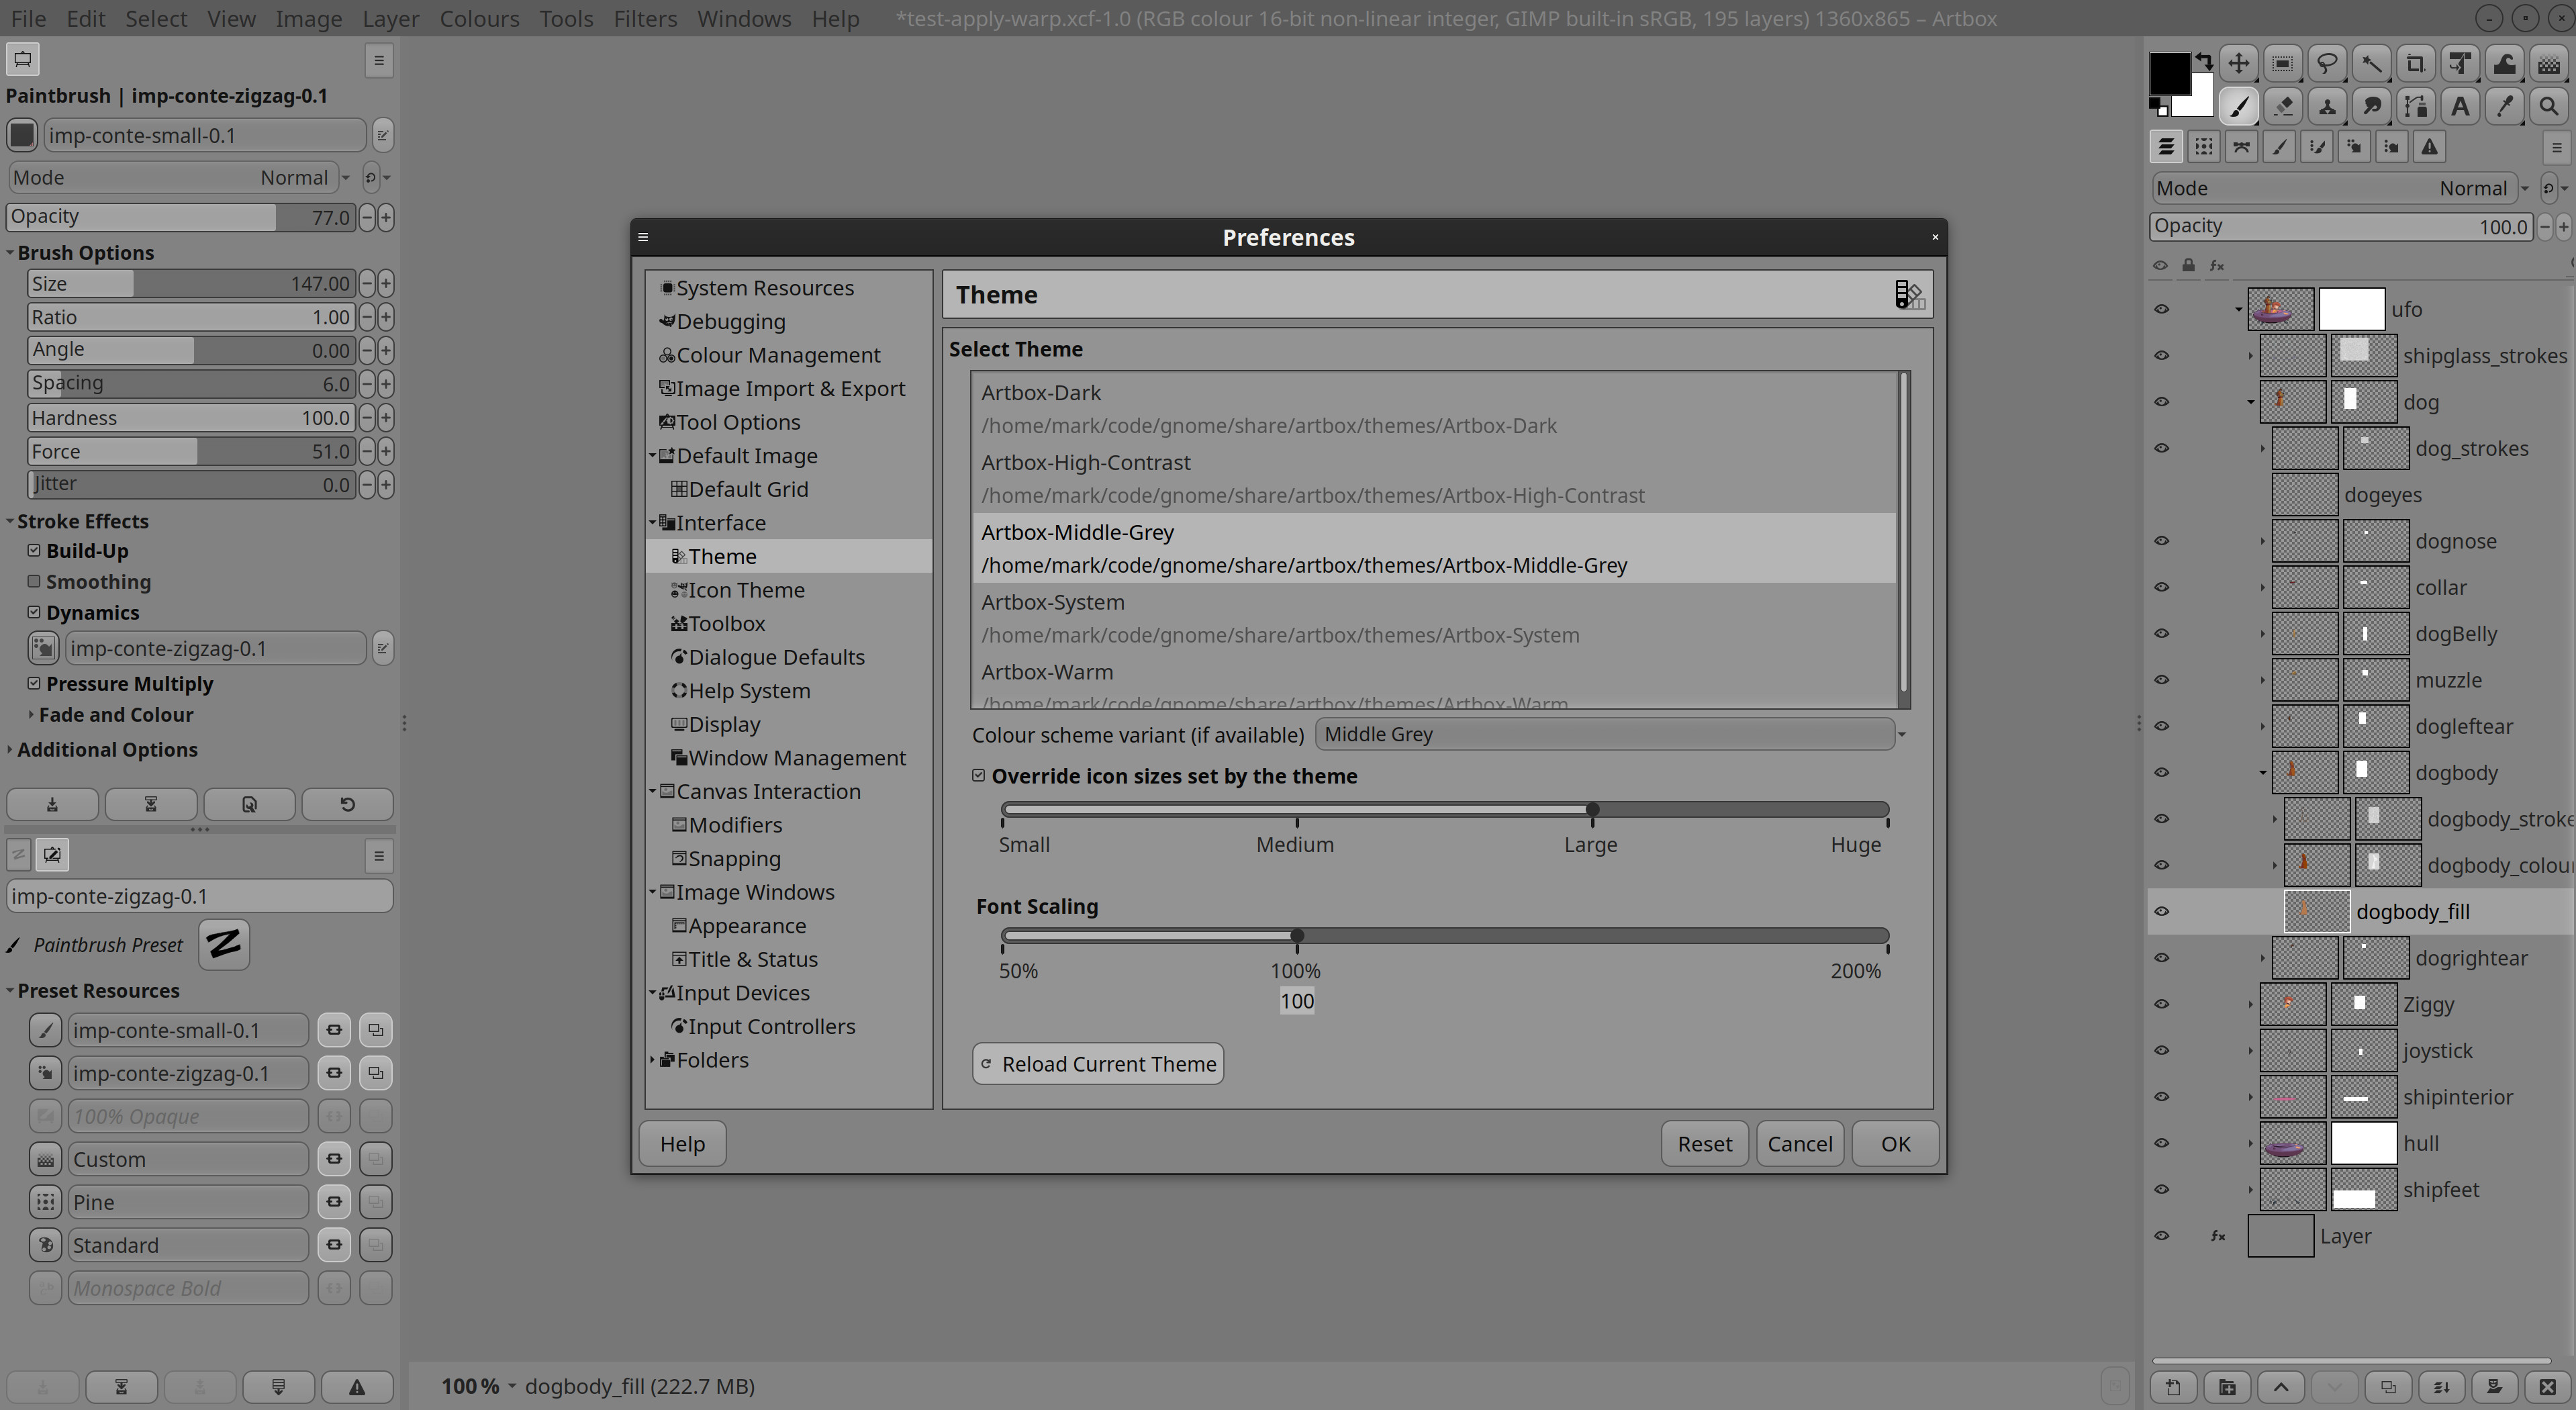 File Edit Select View Image Layer Colours Tools Filters Windows Help *test-apply-warp.xcf-1.0 (RGB colour 16-bit non-linear integer, GIMP built-in sRGB, 195 layers) 1360x865 – Artbox
Paintbrush | imp-conte-zigzag-0.1
imp-conte-small-0.1
Mode Normal
Opacity 77.0
Brush Options
Size 147.00
Ratio 1.00
Angle 0.00
Spacing 6.0
Hardness 100.0
Force 51.0
Jitter 0.0
Stroke Effects
Build-Up
Smoothing
Dynamics
imp-conte-zigzag-0.1
Pressure Multiply
Fade and Colour
Additional Options
imp-conte-zigzag-0.1
Paintbrush Preset
Preset Resources
imp-conte-small-0.1
imp-conte-zigzag-0.1
100% Opaque
Custom
Pine
Standard
Monospace Bold
Preferences
System Resources
Debugging
Colour Management
Image Import & Export
Tool Options
Default Image
Default Grid
Interface
Theme
Icon Theme
Toolbox
Dialogue Defaults
Help System
Display
Window Management
Canvas Interaction
Modifiers
Snapping
Image Windows
Appearance
Title & Status
Input Devices
Input Controllers
Folders
Theme
Select Theme
Artbox-Dark
/home/mark/code/gnome/share/artbox/themes/Artbox-Dark
Artbox-High-Contrast
/home/mark/code/gnome/share/artbox/themes/Artbox-High-Contrast
Artbox-Middle-Grey
/home/mark/code/gnome/share/artbox/themes/Artbox-Middle-Grey
Artbox-System
/home/mark/code/gnome/share/artbox/themes/Artbox-System
Artbox-Warm
/home/mark/code/gnome/share/artbox/themes/Artbox-Warm
Colour scheme variant (if available) Middle Grey
Override icon sizes set by the theme
Small Medium Large Huge
Font Scaling
50% 100% 200%
100
Reload Current Theme
Help Reset Cancel OK
100 % dogbody_fill (222.7 MB)
Mode Normal
Opacity 100.0
fx
ufo
shipglass_strokes
dog
dog_strokes
dogeyes
dognose
collar
dogBelly
muzzle
dogleftear
dogbody
dogbody_stroke
dogbody_colou
dogbody_fill
dogrightear
Ziggy
joystick
shipinterior
hull
shipfeet
fx Layer